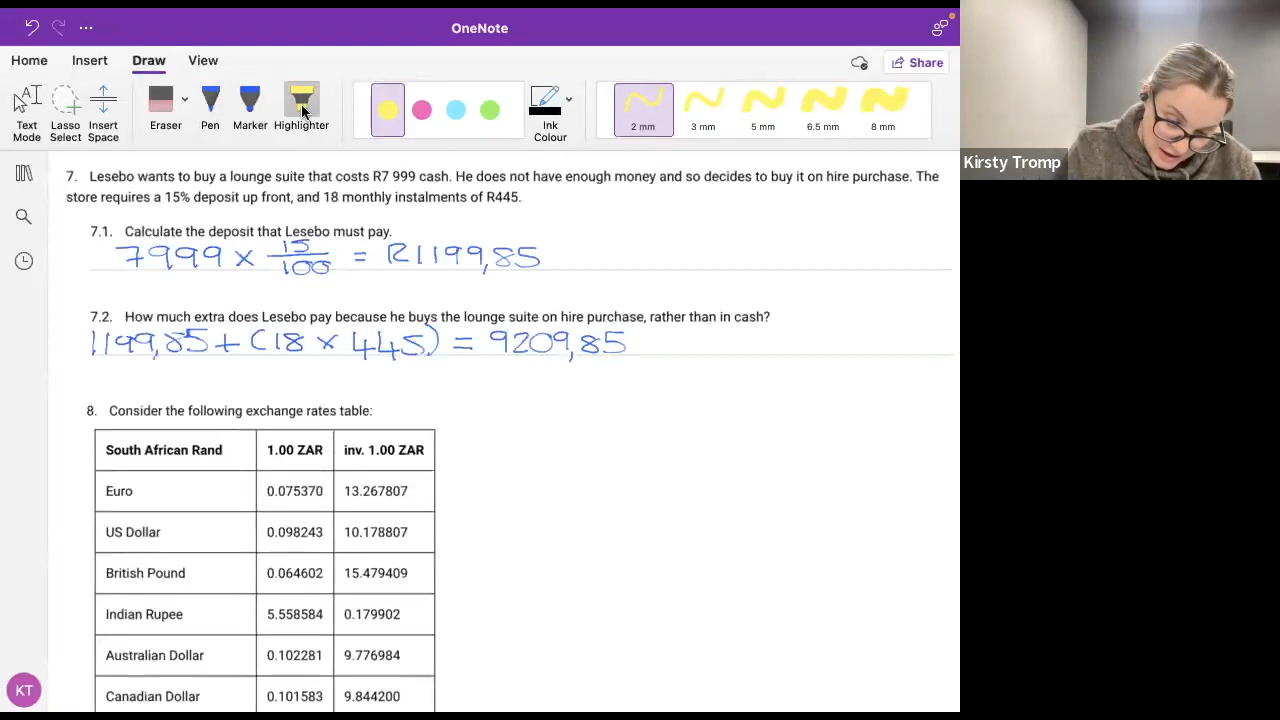 OneNote
Home Insert Draw View
Share
Text Mode
Lasso Select
Insert Space
Eraser
Pen
Marker
Highlighter
Ink Colour
2 mm
3 mm
5 mm
6.5 mm
8 mm
Kirsty Tromp
7. Lesebo wants to buy a lounge suite that costs R7 999 cash. He does not have enough money and so decides to buy it on hire purchase. The
store requires a 15% deposit up front, and 18 monthly instalments of R445.
7.1. Calculate the deposit that Lesebo must pay.
7999 × 15/100 = R1199,85
7.2. How much extra does Lesebo pay because he buys the lounge suite on hire purchase, rather than in cash?
1199,85 + (18 × 445) = 9209,85
8. Consider the following exchange rates table:
South African Rand 1.00 ZAR inv. 1.00 ZAR
Euro 0.075370 13.267807
US Dollar 0.098243 10.178807
British Pound 0.064602 15.479409
Indian Rupee 5.558584 0.179902
Australian Dollar 0.102281 9.776984
Canadian Dollar 0.101583 9.844200
KT